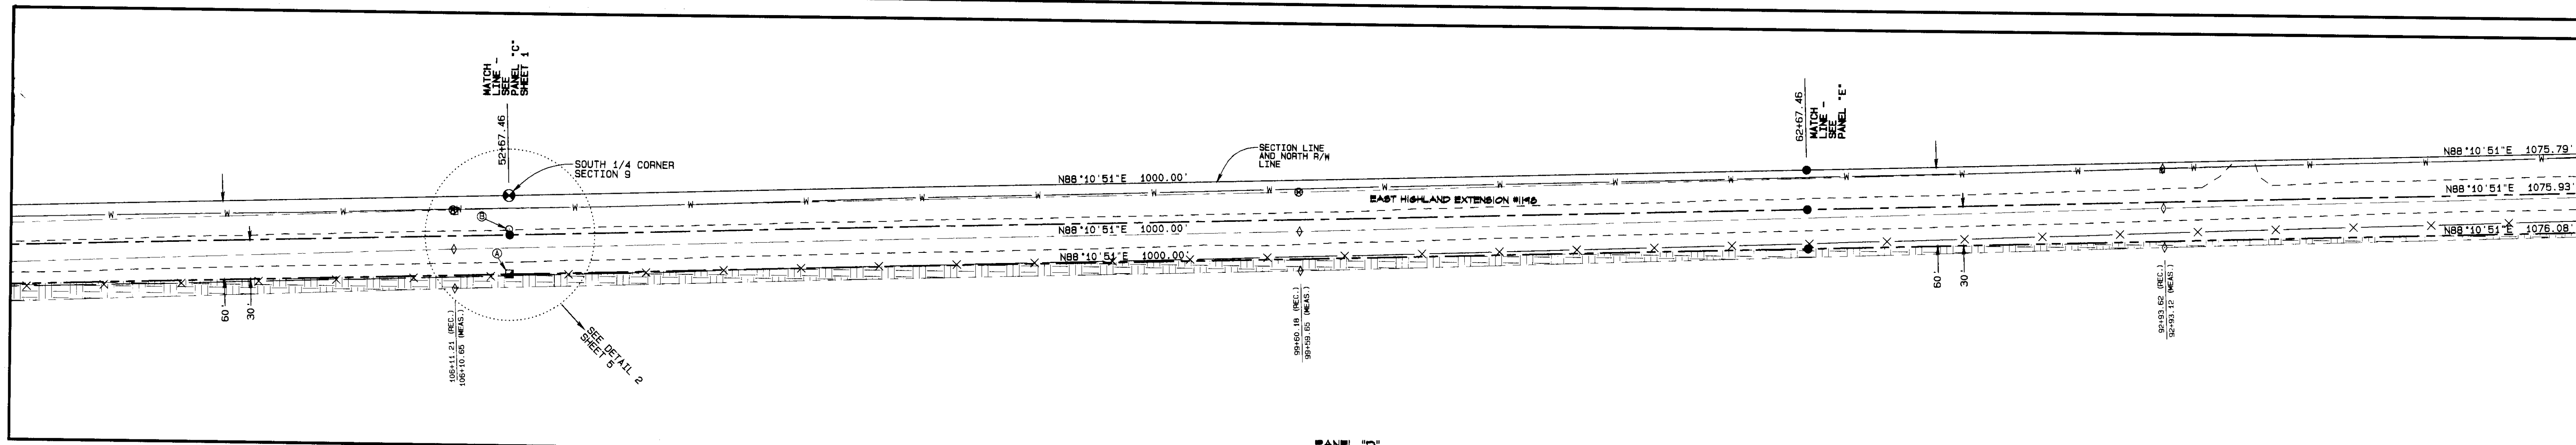 MATCH
LINE -
SEE
PANEL "C"
SHEET 1
52+67.46
SOUTH 1/4 CORNER
SECTION 9
N88°10'51"E 1000.00'
SECTION LINE
AND NORTH R/W
LINE
62+67.46
MATCH
LINE -
SEE
PANEL "E"
N88°10'51"E 1075.79'
W W W W W W W W W W W W W W W W W W W W W
EAST HIGHLAND EXTENSION #1195
N88°10'51"E 1075.93'
B
N88°10'51"E 1000.00'
A
N88°10'51"E 1000.00'
N88°10'51"E 1076.08'
60'
30'
106+11.21 (REC.)
106+10.65 (MEAS.)
SEE DETAIL 2
SHEET 5
99+60.18 (REC.)
99+59.65 (MEAS.)
60'
30'
92+93.62 (REC.)
92+93.12 (MEAS.)
PANEL "D"